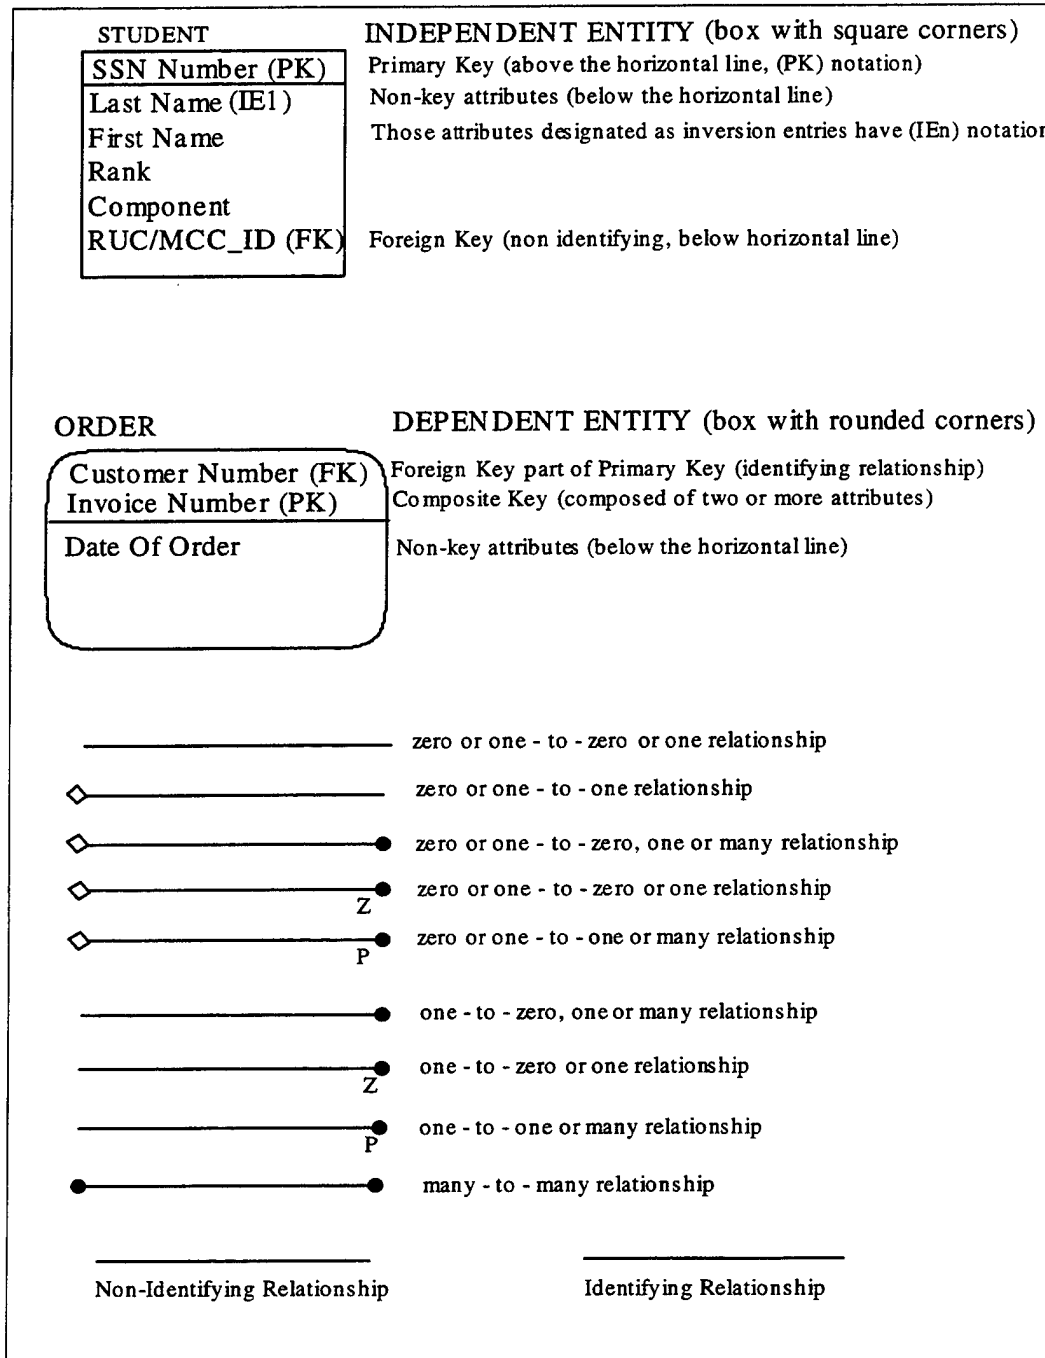 STUDENT
INDEPENDENT ENTITY (box with square corners)
SSN Number (PK)
Primary Key (above the horizontal line, (PK) notation)
Last Name (IE1)
Non-key attributes (below the horizontal line)
First Name
Those attributes designated as inversion entries have (IEn) notation
Rank
Component
RUC/MCC_ID (FK)
Foreign Key (non identifying, below horizontal line)
ORDER
DEPENDENT ENTITY (box with rounded corners)
Customer Number (FK)
Foreign Key part of Primary Key (identifying relationship)
Invoice Number (PK)
Composite Key (composed of two or more attributes)
Date Of Order
Non-key attributes (below the horizontal line)
zero or one - to - zero or one relationship
zero or one - to - one relationship
zero or one - to - zero, one or many relationship
Z
zero or one - to - zero or one relationship
P
zero or one - to - one or many relationship
one - to - zero, one or many relationship
Z
one - to - zero or one relationship
P
one - to - one or many relationship
many - to - many relationship
Non-Identifying Relationship
Identifying Relationship